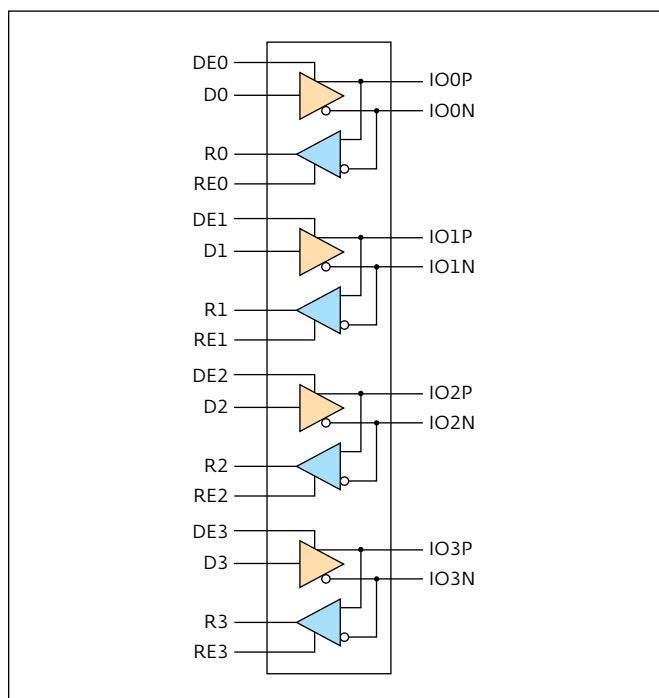 DE0
IO0P
D0
IO0N
R0
RE0
DE1
IO1P
D1
IO1N
R1
RE1
DE2
IO2P
D2
IO2N
R2
RE2
DE3
IO3P
D3
IO3N
R3
RE3